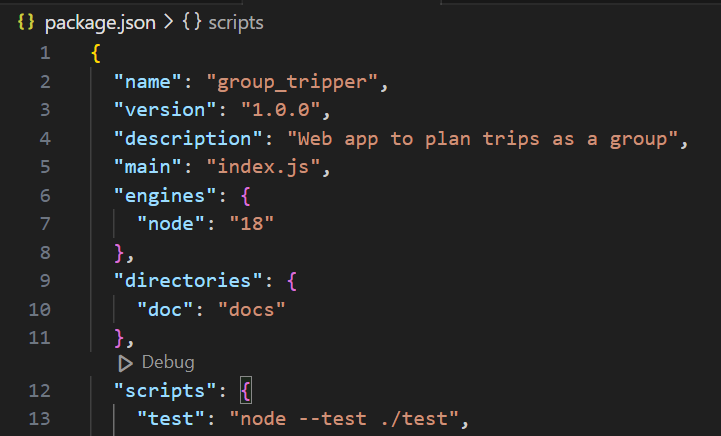 {} package.json > {} scripts
1 {
2 "name": "group_tripper",
3 "version": "1.0.0",
4 "description": "Web app to plan trips as a group",
5 "main": "index.js",
6 "engines": {
7 "node": "18"
8 },
9 "directories": {
10 "doc": "docs"
11 },
Debug
12 "scripts": {
13 "test": "node --test ./test",